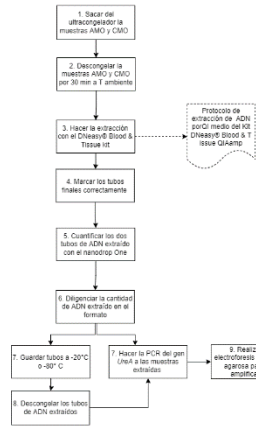 1. Sacar del
ultracongelador la
muestras AMO y CMO
2. Descongelar la
muestras AMO y CMO
por 30 min a T ambiente
3. Hacer la extracción
con el DNeasy® Blood &
Tissue kit
Protocolo de
extracción de ADN
porQl medio del Kit
DNeasy® Blood & T
issue QIAamp
4. Marcar los tubos
finales correctamente
5. Cuantificar los dos
tubos de ADN extraído
con el nanodrop One
6. Diligenciar la cantidad
de ADN extraído en el
formato
7. Guardar tubos a -20°C
o -80° C
7. Hacer la PCR del gen
UreA a las muestras
extraídas
9. Realiz
electroforesis
agarosa pa
amplifica
8. Descongelar los tubos
de ADN extraídos